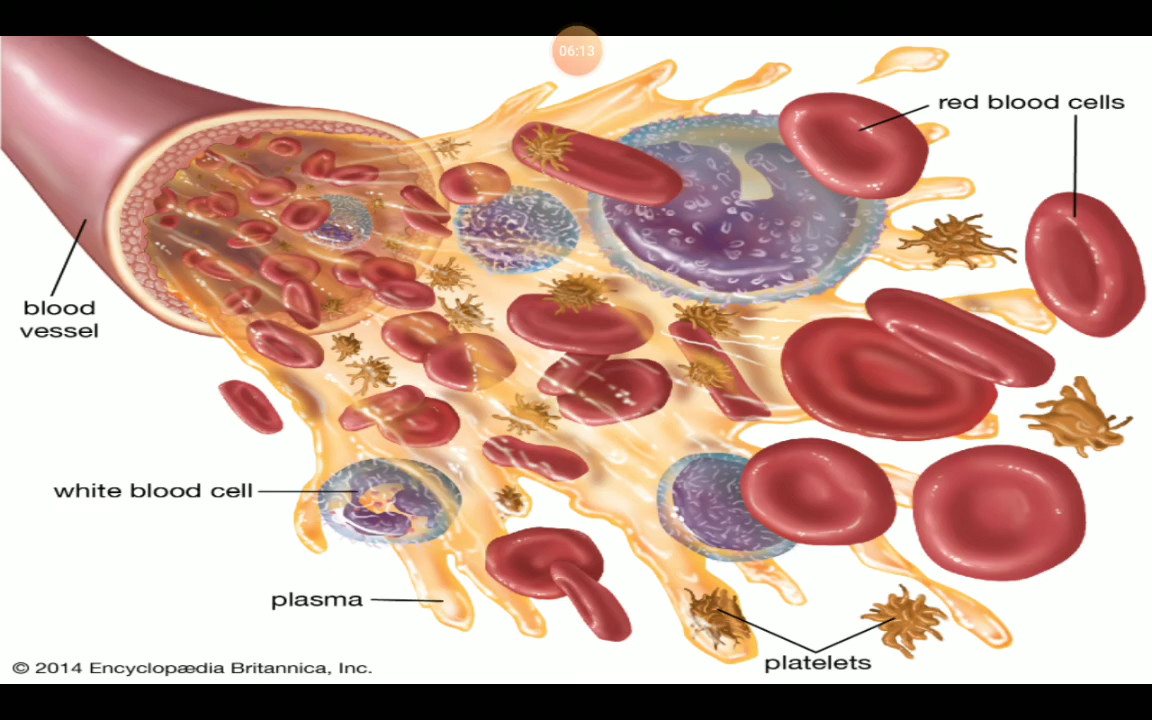 06:13
red blood cells
blood
vessel
white blood cell
plasma
platelets
© 2014 Encyclopædia Britannica, Inc.